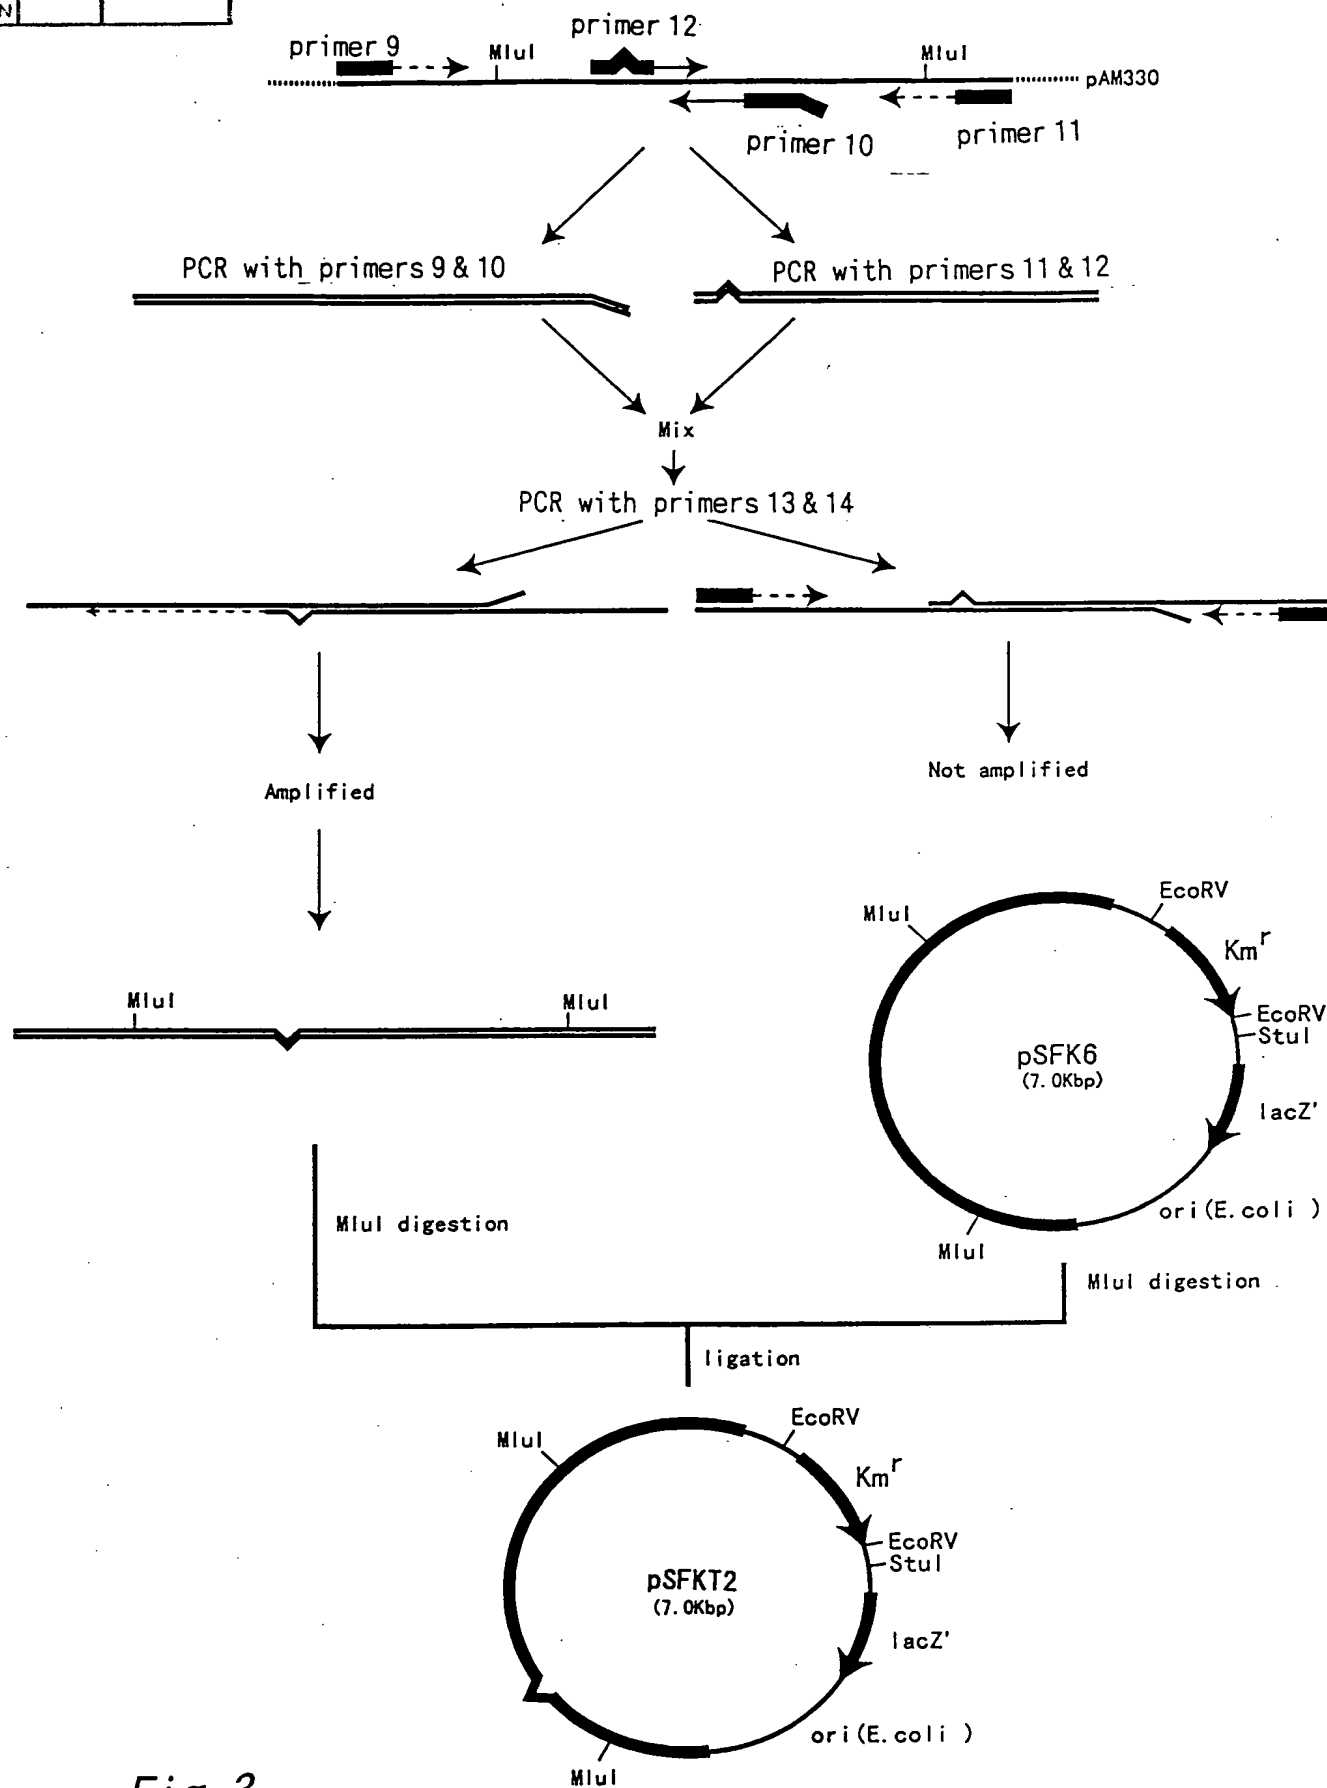 N
primer 9
MluI
primer 12
MluI
pAM330
primer 10
primer 11
PCR with primers 9 & 10
PCR with primers 11 & 12
Mix
PCR with primers 13 & 14
Amplified
Not amplified
MluI
MluI
MluI
EcoRV
Kmr
EcoRV
StuI
pSFK6
(7.0Kbp)
lacZ'
ori(E.coli )
MluI
MluI digestion
MluI digestion
ligation
MluI
EcoRV
Kmr
EcoRV
StuI
pSFKT2
(7.0Kbp)
lacZ'
ori(E.coli )
MluI